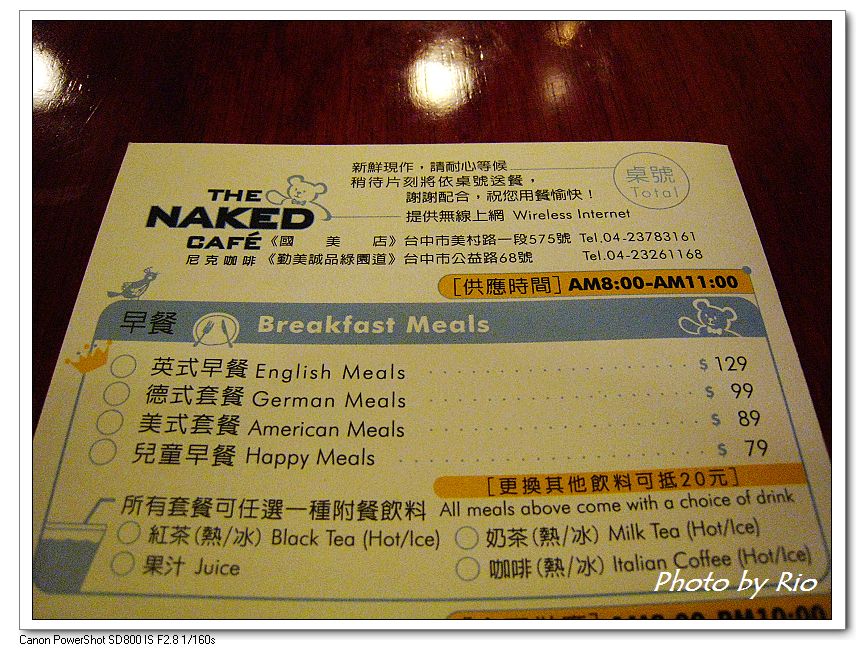 新鮮現作，請耐心等候
稍待片刻將依桌號送餐，
謝謝配合，祝您用餐愉快！
桌號
Total
提供無線上網 Wireless Internet
THE
NAKED
CAFÉ
尼克咖啡
《國美店》台中市美村路一段575號 Tel.04-23783161
《勤美誠品綠園道》台中市公益路68號 Tel.04-23261168
［供應時間］AM8:00-AM11:00
早餐 Breakfast Meals
英式早餐 English Meals $ 129
德式套餐 German Meals $ 99
美式套餐 American Meals $ 89
兒童早餐 Happy Meals $ 79
［更換其他飲料可抵20元］
所有套餐可任選一種附餐飲料 All meals above come with a choice of drink
紅茶（熱/冰）Black Tea (Hot/Ice) 奶茶（熱/冰）Milk Tea (Hot/Ice)
果汁 Juice 咖啡（熱/冰）Italian Coffee (Hot/Ice)
Photo by Rio
Canon PowerShot SD800 IS F2.8 1/160s